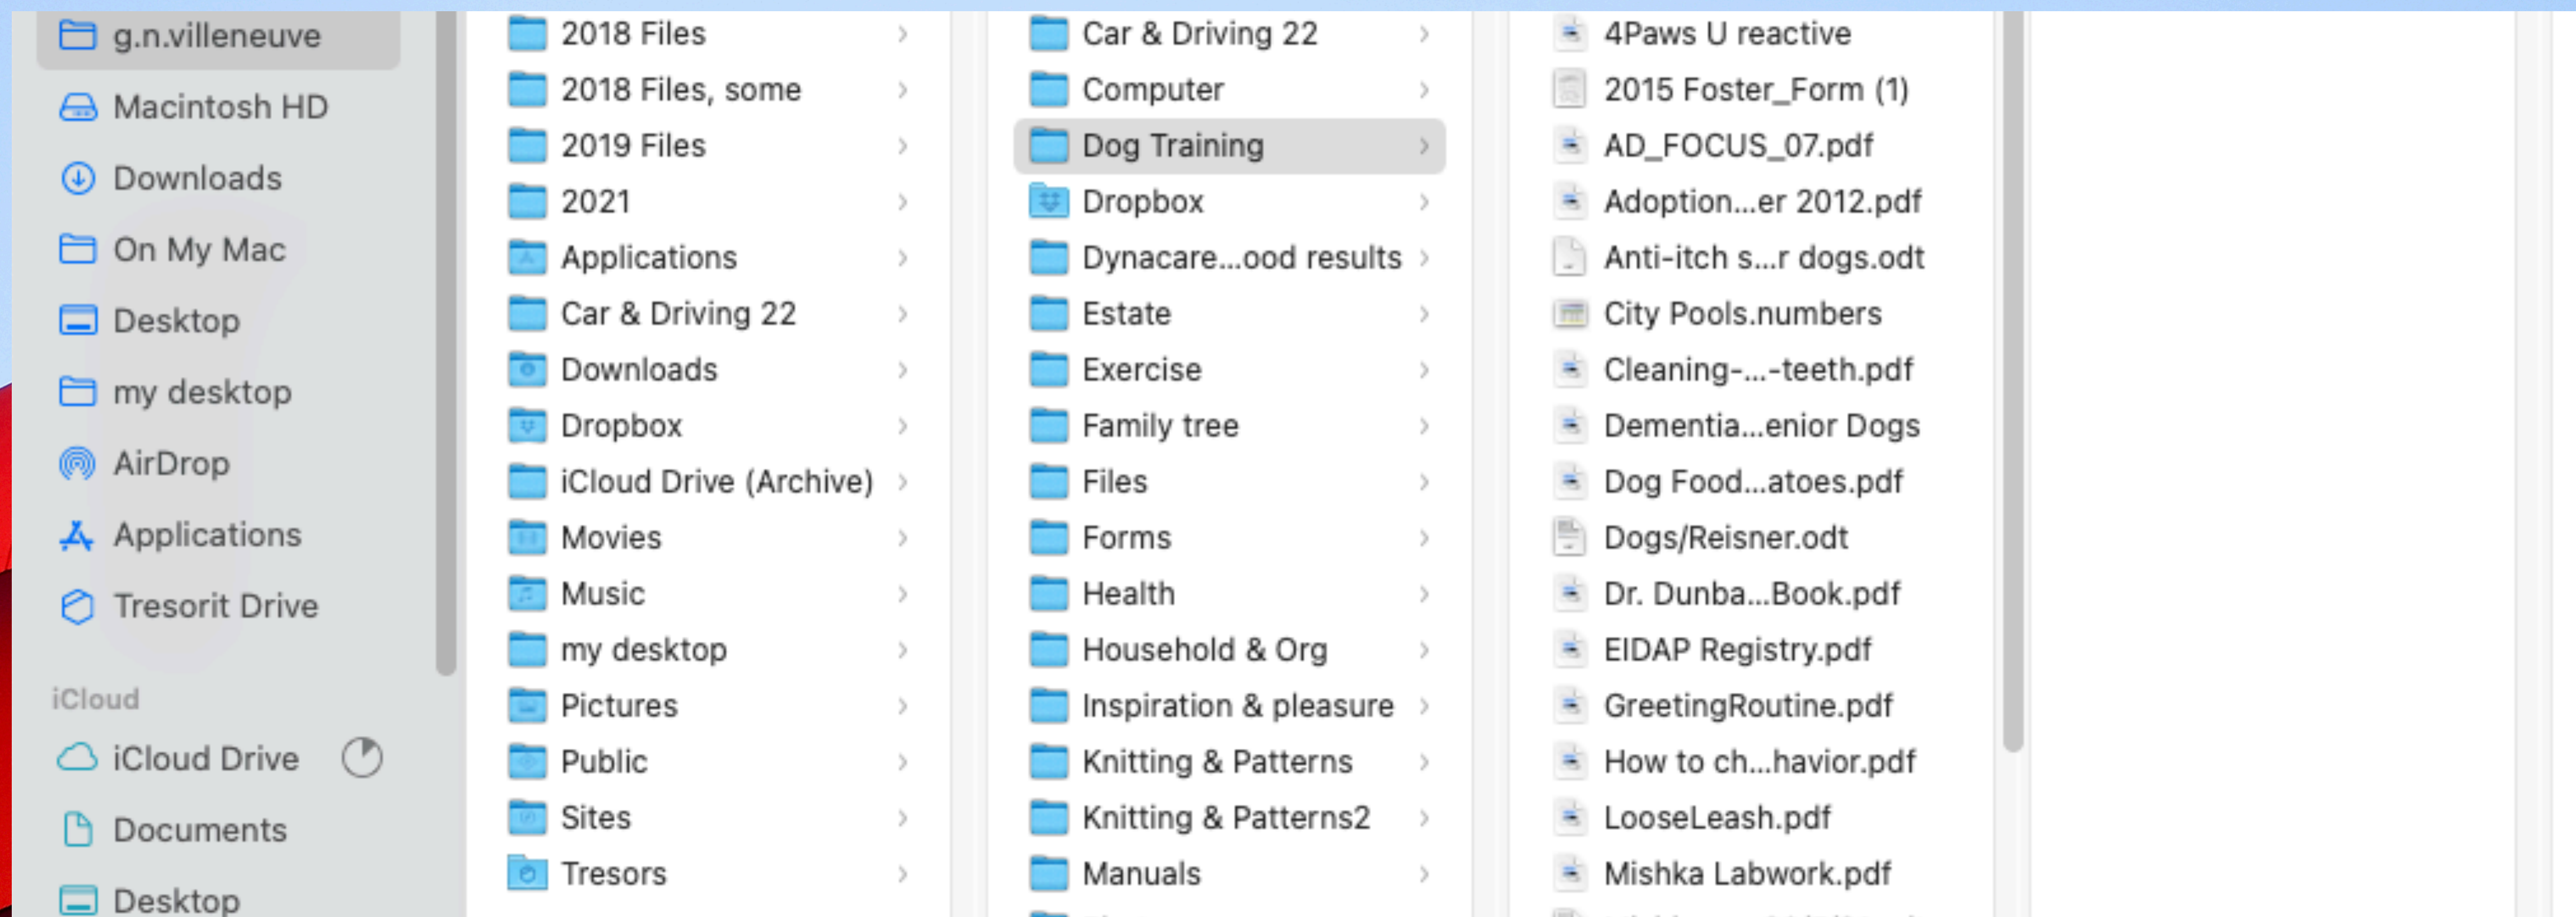 g.n.villeneuve
Macintosh HD
Downloads
On My Mac
Desktop
my desktop
AirDrop
Applications
Tresorit Drive
iCloud
iCloud Drive
Documents
Desktop
2018 Files
2018 Files, some
2019 Files
2021
Applications
Car & Driving 22
Downloads
Dropbox
iCloud Drive (Archive)
Movies
Music
my desktop
Pictures
Public
Sites
Tresors
Car & Driving 22
Computer
Dog Training
Dropbox
Dynacare...ood results
Estate
Exercise
Family tree
Files
Forms
Health
Household & Org
Inspiration & pleasure
Knitting & Patterns
Knitting & Patterns2
Manuals
4Paws U reactive
2015 Foster_Form (1)
AD_FOCUS_07.pdf
Adoption...er 2012.pdf
Anti-itch s...r dogs.odt
City Pools.numbers
Cleaning-...-teeth.pdf
Dementia...enior Dogs
Dog Food...atoes.pdf
Dogs/Reisner.odt
Dr. Dunba...Book.pdf
EIDAP Registry.pdf
GreetingRoutine.pdf
How to ch...havior.pdf
LooseLeash.pdf
Mishka Labwork.pdf